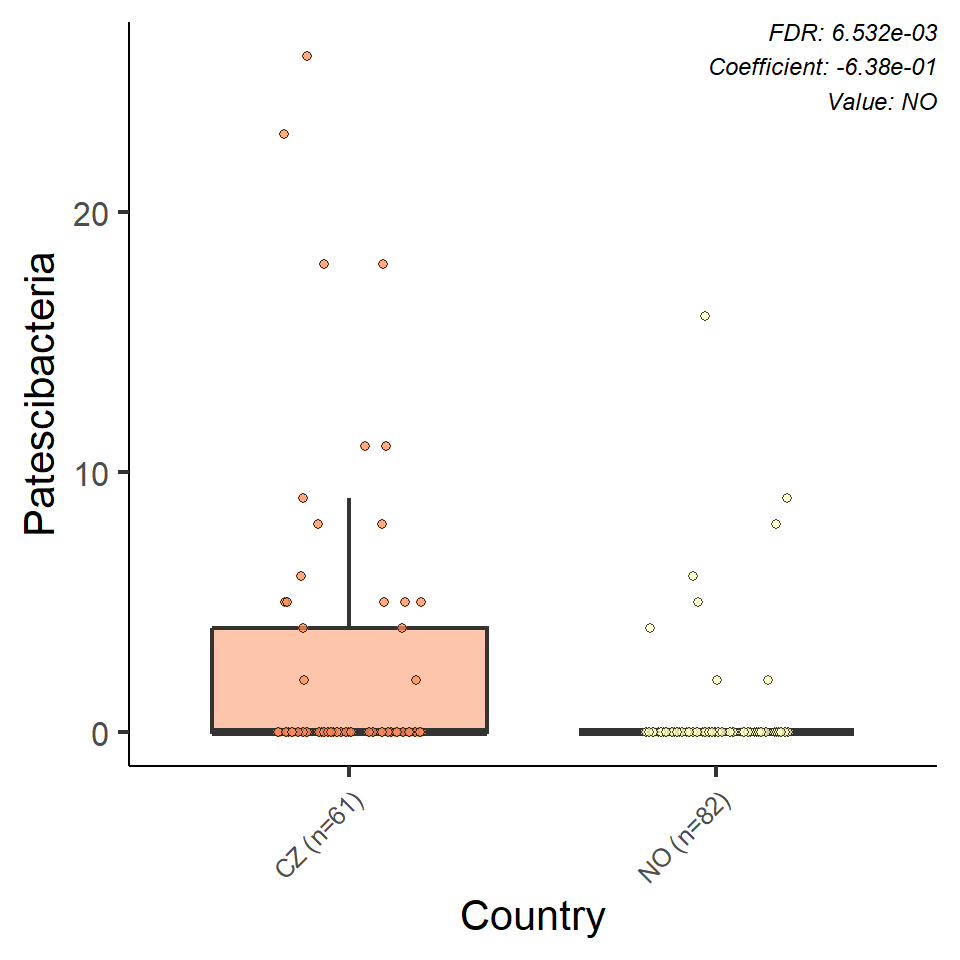 FDR: 6.532e-03
Coefficient: -6.38e-01
Value: NO
Patescibacteria
20
10
0
CZ (n=61)
NO (n=82)
Country